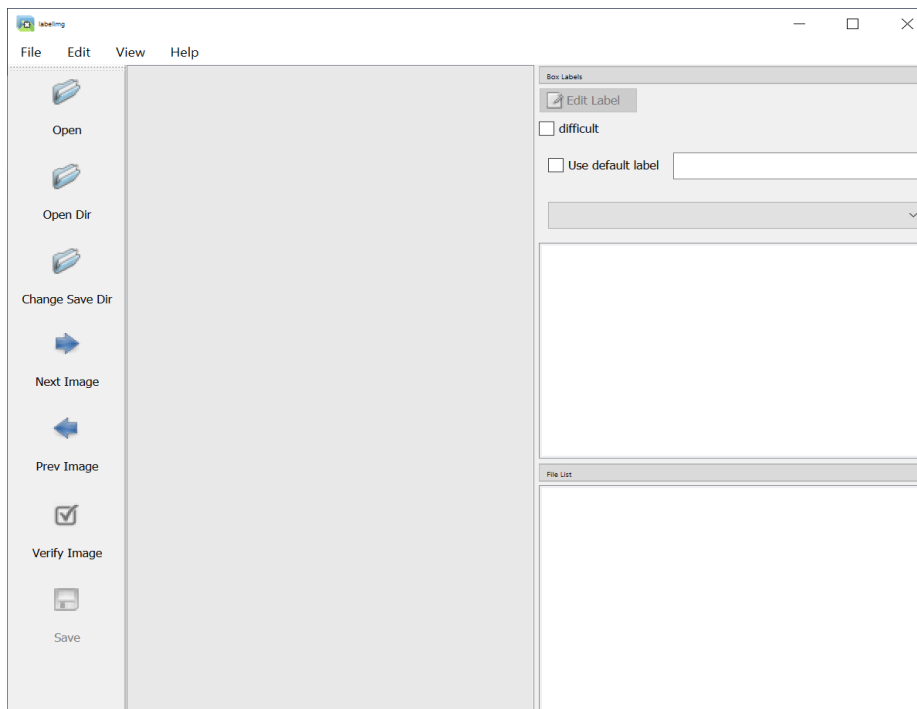 labelImg
File Edit View Help
Open
Open Dir
Change Save Dir
Next Image
Prev Image
Verify Image
Save
Box Labels
Edit Label
difficult
Use default label
File List